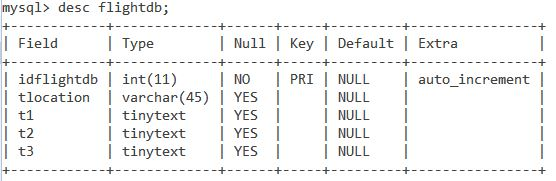 mysql> desc flightdb;
+------------+-------------+------+-----+---------+----------------+
| Field      | Type        | Null | Key | Default | Extra          |
+------------+-------------+------+-----+---------+----------------+
| idflightdb | int(11)     | NO   | PRI | NULL    | auto_increment |
| tlocation  | varchar(45) | YES  |     | NULL    |                |
| t1         | tinytext    | YES  |     | NULL    |                |
| t2         | tinytext    | YES  |     | NULL    |                |
| t3         | tinytext    | YES  |     | NULL    |                |
+------------+-------------+------+-----+---------+----------------+